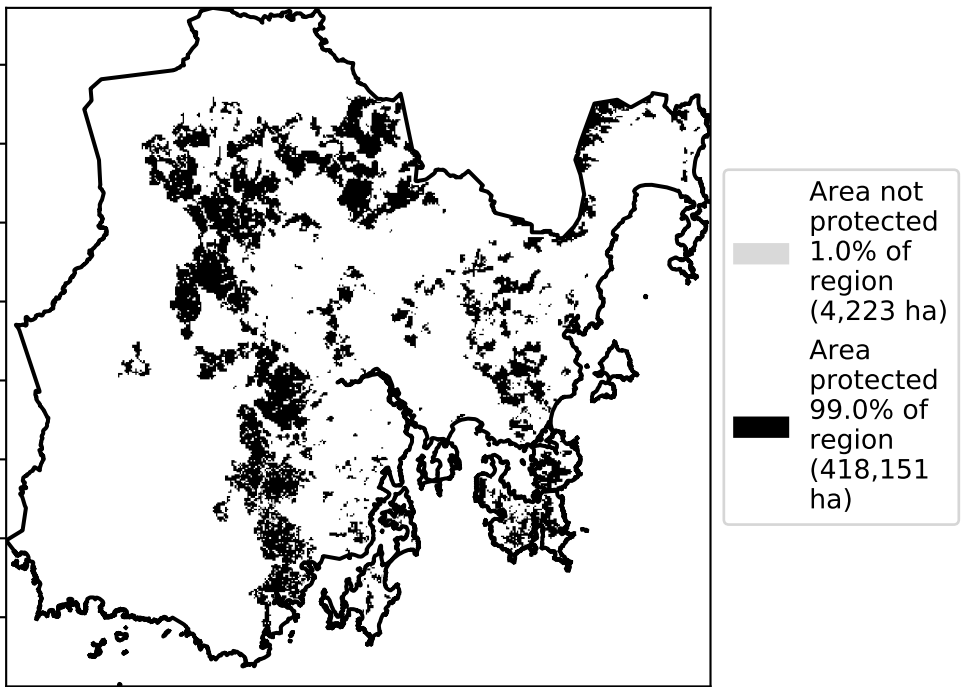 Area not
protected
1.0% of
region
(4,223 ha)
Area
protected
99.0% of
region
(418,151
ha)